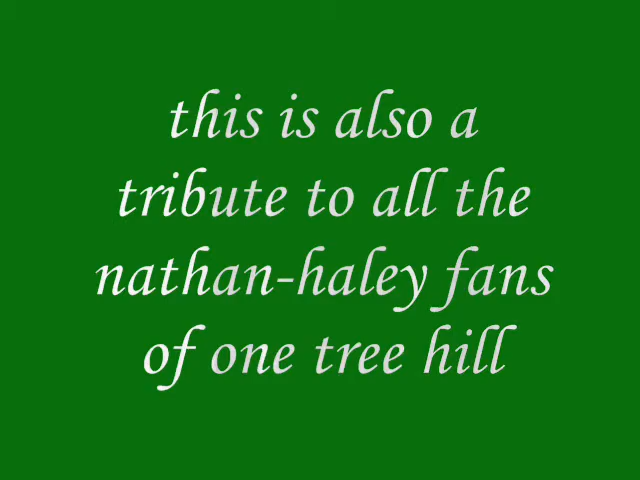 this is also a
tribute to all the
nathan-haley fans
of one tree hill